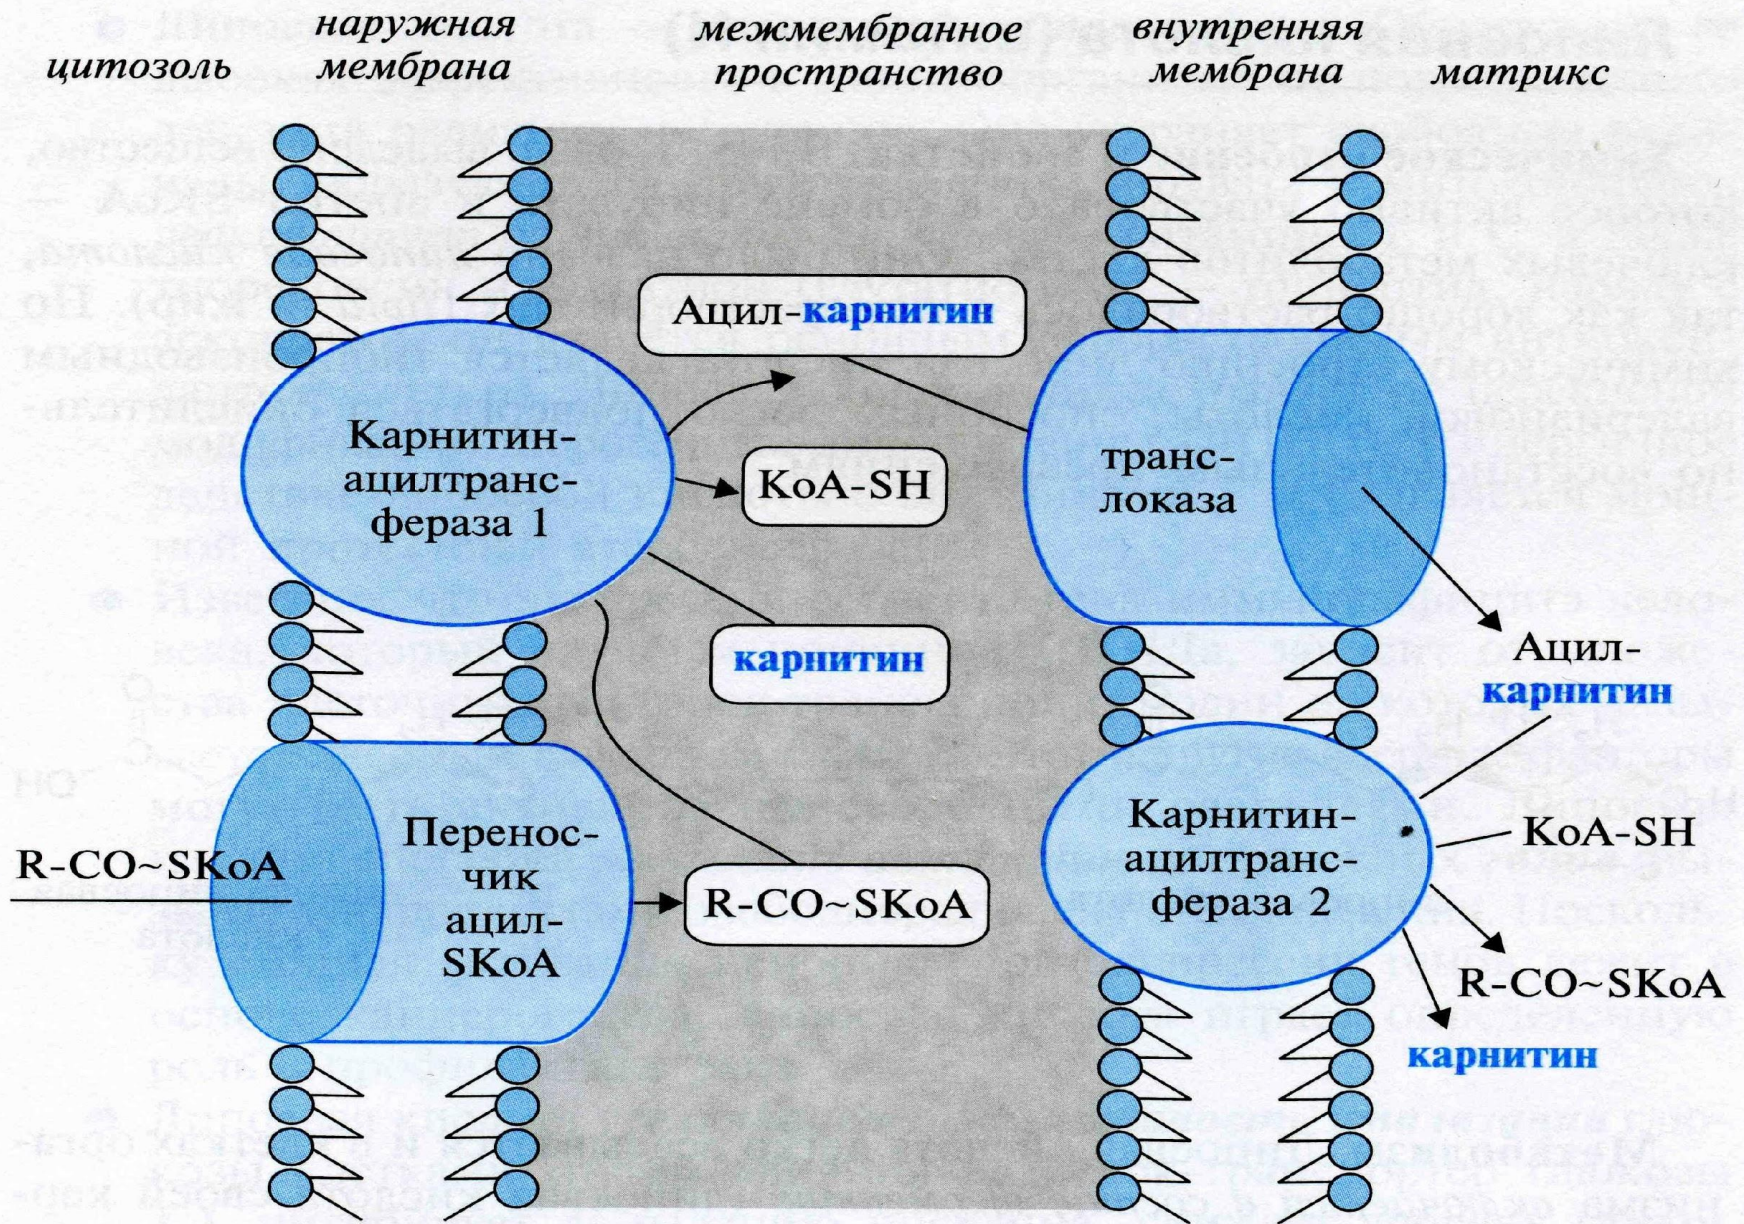 цитозоль
наружная
мембрана
межмембранное
пространство
внутренняя
мембрана
матрикс
Ацил-карнитин
Карнитин-
ацилтранс-
фераза 1
KoA-SH
транс-
локаза
карнитин
Ацил-
карнитин
R-CO~SKoA
Перенос-
чик
ацил-
SKoA
R-CO~SKoA
Карнитин-
ацилтранс-
фераза 2
KoA-SH
R-CO~SKoA
карнитин